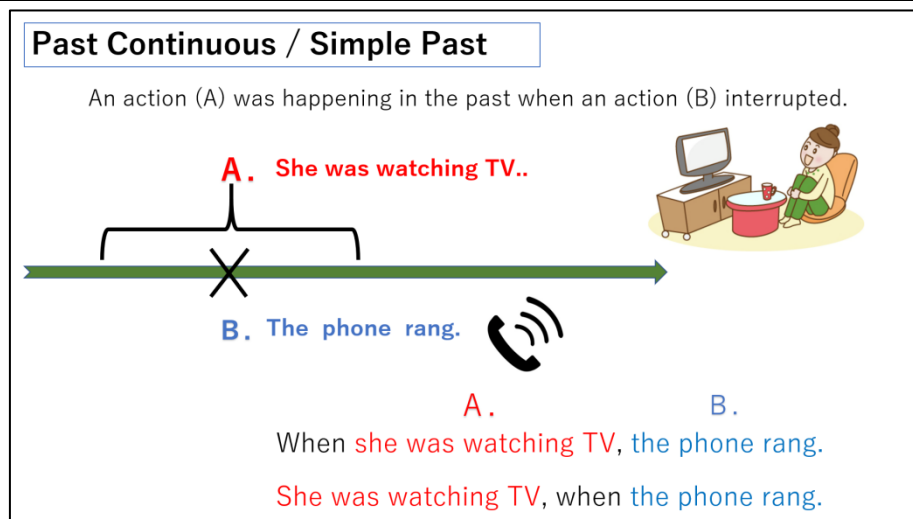 Past Continuous / Simple Past
An action (A) was happening in the past when an action (B) interrupted.
A. She was watching TV..
B. The phone rang.
A. B.
When she was watching TV, the phone rang.
She was watching TV, when the phone rang.